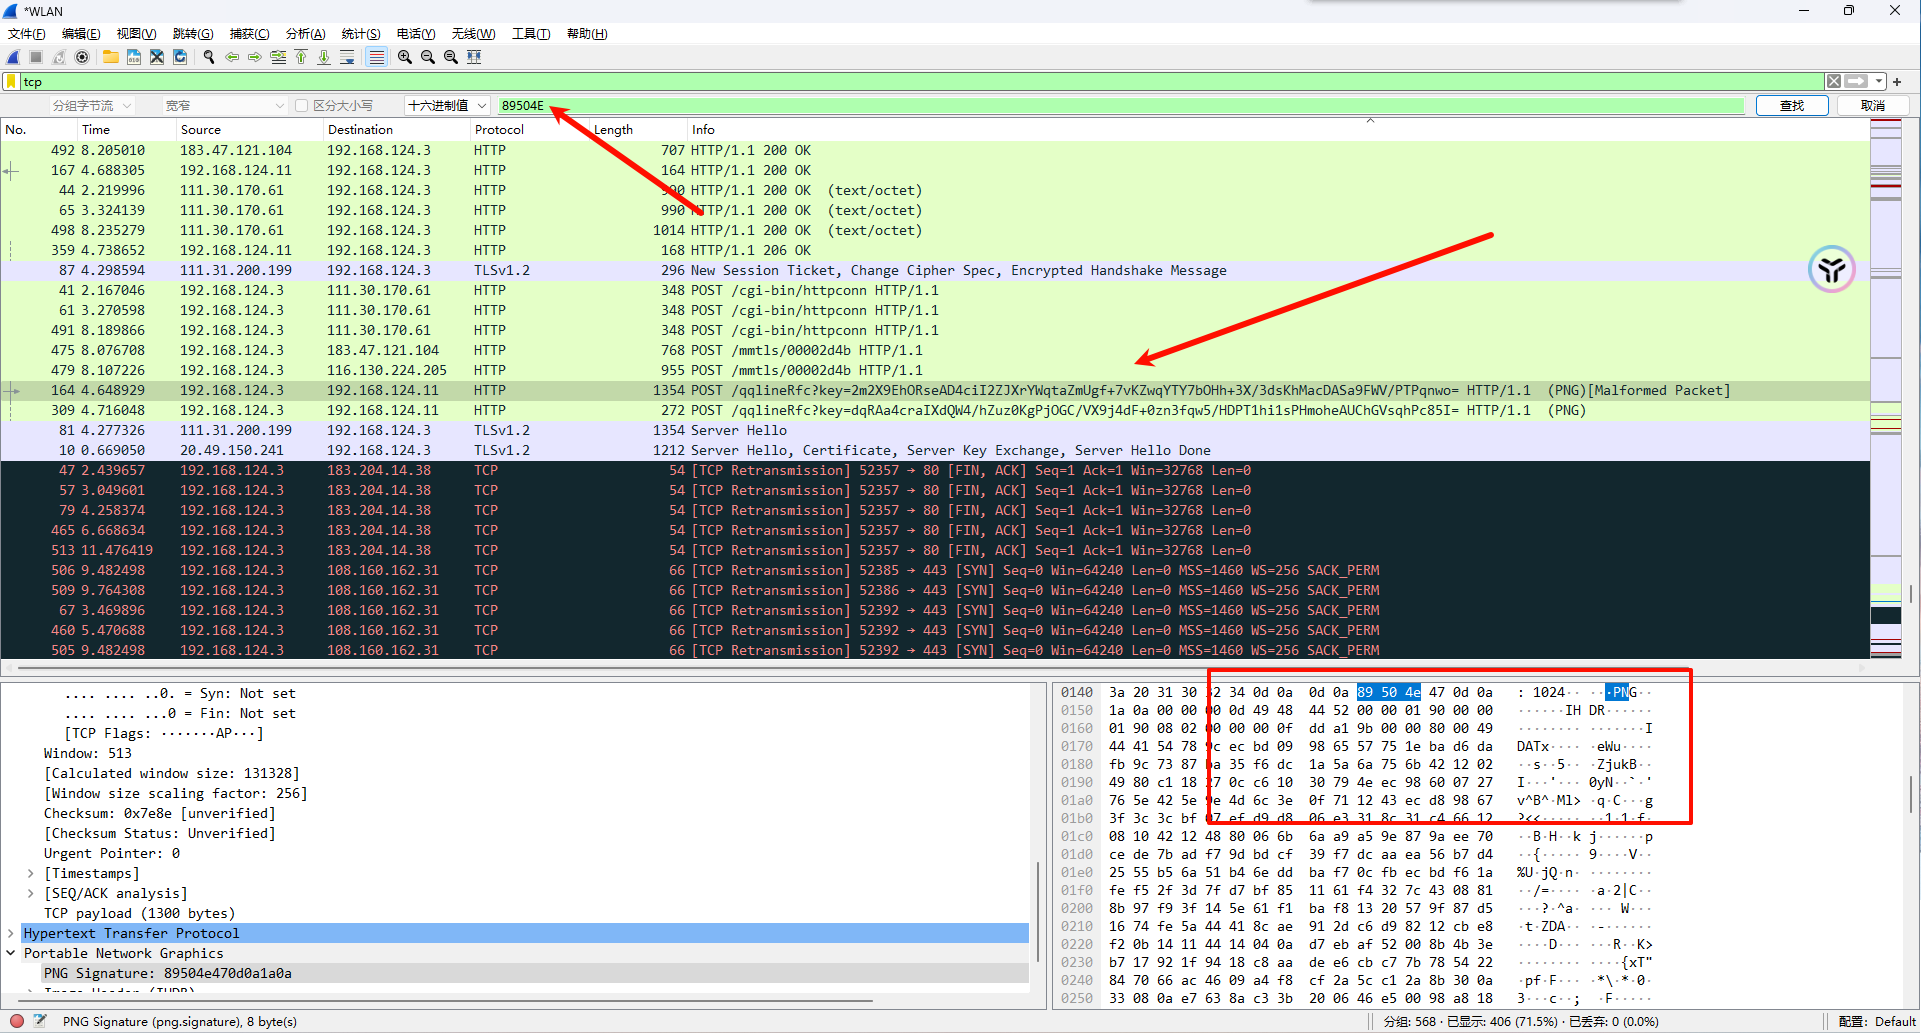 *WLAN
文件(F) 编辑(E) 视图(V) 跳转(G) 捕获(C) 分析(A) 统计(S) 电话(Y) 无线(W) 工具(T) 帮助(H)
tcp
分组字节流 宽窄 区分大小写 十六进制值 89504E 查找 取消
No. Time Source Destination Protocol Length Info
492 8.205010 183.47.121.104 192.168.124.3 HTTP 707 HTTP/1.1 200 OK
167 4.688305 192.168.124.11 192.168.124.3 HTTP 164 HTTP/1.1 200 OK
44 2.219996 111.30.170.61 192.168.124.3 HTTP 990 HTTP/1.1 200 OK (text/octet)
65 3.324139 111.30.170.61 192.168.124.3 HTTP 990 HTTP/1.1 200 OK (text/octet)
498 8.235279 111.30.170.61 192.168.124.3 HTTP 1014 HTTP/1.1 200 OK (text/octet)
359 4.738652 192.168.124.11 192.168.124.3 HTTP 168 HTTP/1.1 206 OK
87 4.298594 111.31.200.199 192.168.124.3 TLSv1.2 296 New Session Ticket, Change Cipher Spec, Encrypted Handshake Message
41 2.167046 192.168.124.3 111.30.170.61 HTTP 348 POST /cgi-bin/httpconn HTTP/1.1
61 3.270598 192.168.124.3 111.30.170.61 HTTP 348 POST /cgi-bin/httpconn HTTP/1.1
491 8.189866 192.168.124.3 111.30.170.61 HTTP 348 POST /cgi-bin/httpconn HTTP/1.1
475 8.076708 192.168.124.3 183.47.121.104 HTTP 768 POST /mmtls/00002d4b HTTP/1.1
479 8.107226 192.168.124.3 116.130.224.205 HTTP 955 POST /mmtls/00002d4b HTTP/1.1
164 4.648929 192.168.124.3 192.168.124.11 HTTP 1354 POST /qqlineRfc?key=2m2X9EhORseAD4ciI2ZJXrYWqtaZmUgf+7vKZwqYTY7bOHh+3X/3dsKhMacDASa9FWV/PTPqnwo= HTTP/1.1 (PNG)[Malformed Packet]
309 4.716048 192.168.124.3 192.168.124.11 HTTP 272 POST /qqlineRfc?key=dqRAa4craIXdQW4/hZuz0KgPjOGC/VX9j4dF+0zn3fqw5/HDPT1hi1sPHmoheAUChGVsqhPc85I= HTTP/1.1 (PNG)
81 4.277326 111.31.200.199 192.168.124.3 TLSv1.2 1354 Server Hello
10 0.669050 20.49.150.241 192.168.124.3 TLSv1.2 1212 Server Hello, Certificate, Server Key Exchange, Server Hello Done
47 2.439657 192.168.124.3 183.204.14.38 TCP 54 [TCP Retransmission] 52357 → 80 [FIN, ACK] Seq=1 Ack=1 Win=32768 Len=0
57 3.049601 192.168.124.3 183.204.14.38 TCP 54 [TCP Retransmission] 52357 → 80 [FIN, ACK] Seq=1 Ack=1 Win=32768 Len=0
79 4.258374 192.168.124.3 183.204.14.38 TCP 54 [TCP Retransmission] 52357 → 80 [FIN, ACK] Seq=1 Ack=1 Win=32768 Len=0
465 6.668634 192.168.124.3 183.204.14.38 TCP 54 [TCP Retransmission] 52357 → 80 [FIN, ACK] Seq=1 Ack=1 Win=32768 Len=0
513 11.476419 192.168.124.3 183.204.14.38 TCP 54 [TCP Retransmission] 52357 → 80 [FIN, ACK] Seq=1 Ack=1 Win=32768 Len=0
506 9.482498 192.168.124.3 108.160.162.31 TCP 66 [TCP Retransmission] 52385 → 443 [SYN] Seq=0 Win=64240 Len=0 MSS=1460 WS=256 SACK_PERM
509 9.764308 192.168.124.3 108.160.162.31 TCP 66 [TCP Retransmission] 52386 → 443 [SYN] Seq=0 Win=64240 Len=0 MSS=1460 WS=256 SACK_PERM
67 3.469896 192.168.124.3 108.160.162.31 TCP 66 [TCP Retransmission] 52392 → 443 [SYN] Seq=0 Win=64240 Len=0 MSS=1460 WS=256 SACK_PERM
460 5.470688 192.168.124.3 108.160.162.31 TCP 66 [TCP Retransmission] 52392 → 443 [SYN] Seq=0 Win=64240 Len=0 MSS=1460 WS=256 SACK_PERM
505 9.482498 192.168.124.3 108.160.162.31 TCP 66 [TCP Retransmission] 52392 → 443 [SYN] Seq=0 Win=64240 Len=0 MSS=1460 WS=256 SACK_PERM
.... .... ..0. = Syn: Not set
.... .... ...0 = Fin: Not set
[TCP Flags: ·······AP···]
Window: 513
[Calculated window size: 131328]
[Window size scaling factor: 256]
Checksum: 0x7e8e [unverified]
[Checksum Status: Unverified]
Urgent Pointer: 0
[Timestamps]
[SEQ/ACK analysis]
TCP payload (1300 bytes)
Hypertext Transfer Protocol
Portable Network Graphics
PNG Signature: 89504e470d0a1a0a
0140 3a 20 31 30 32 34 0d 0a 0d 0a 89 50 4e 47 0d 0a : 1024·· ···PNG··
0150 1a 0a 00 00 00 0d 49 48 44 52 00 00 01 90 00 00 ······IH DR······
0160 01 90 08 02 00 00 00 0f dd a1 9b 00 00 80 00 49 ········ ·······I
0170 44 41 54 78 9c ec bd 09 98 65 57 75 1e ba d6 da DATx···· ·eWu····
0180 fb 9c 73 87 ba 35 f6 dc 1a 5a 6a 75 6b 42 12 02 ··s··5·· ·ZjukB··
0190 49 80 c1 18 27 0c c6 10 30 79 4e ec 98 60 07 27 I···'··· 0yN··`·'
01a0 76 5e 42 5e 9e 4d 6c 3e 0f 71 12 43 ec d8 98 67 v^B^·Ml> ·q·C···g
01b0 3f 3c 3c bf 07 ef d9 d8 06 e3 31 8c 31 c4 66 12 ?<<····· ··1·1·f·
01c0 08 10 42 12 48 80 06 6b 6a a9 a5 9e 87 9a ee 70 ··B·H··k j······p
01d0 ce de 7b ad f7 9d bd cf 39 f7 dc aa ea 56 b7 d4 ··{····· 9····V··
01e0 25 55 b5 6a 51 b4 6e dd ba f7 0c fb ec bd f6 1a %U·jQ·n· ········
01f0 fe f5 2f 3d 7f d7 bf 85 11 61 f4 32 7c 43 08 81 ··/=···· ·a·2|C··
0200 8b 97 f9 3f 14 5e 61 f1 ba f8 13 20 57 9f 87 d5 ···?·^a· ··· W···
0210 16 74 fe 5a 44 41 8c ae 91 2d c6 d9 82 12 cb e8 ·t·ZDA·· ·-······
0220 f2 0b 14 11 44 14 04 0a d7 eb af 52 00 8b 4b 3e ····D··· ···R··K>
0230 b7 17 92 1f 94 18 c8 aa de e6 cb c7 7b 78 54 22 ········ ····{xT"
0240 84 70 66 ac 46 09 a4 f8 cf 2a 5c c1 2a 8b 30 0a ·pf·F··· ·*\·*·0·
0250 33 08 0a e7 63 8a c3 3b 20 06 46 e5 00 98 a8 18 3···c··; ·F·····
PNG Signature (png.signature), 8 byte(s)
分组: 568 · 已显示: 406 (71.5%) · 已丢弃: 0 (0.0%)
配置: Default